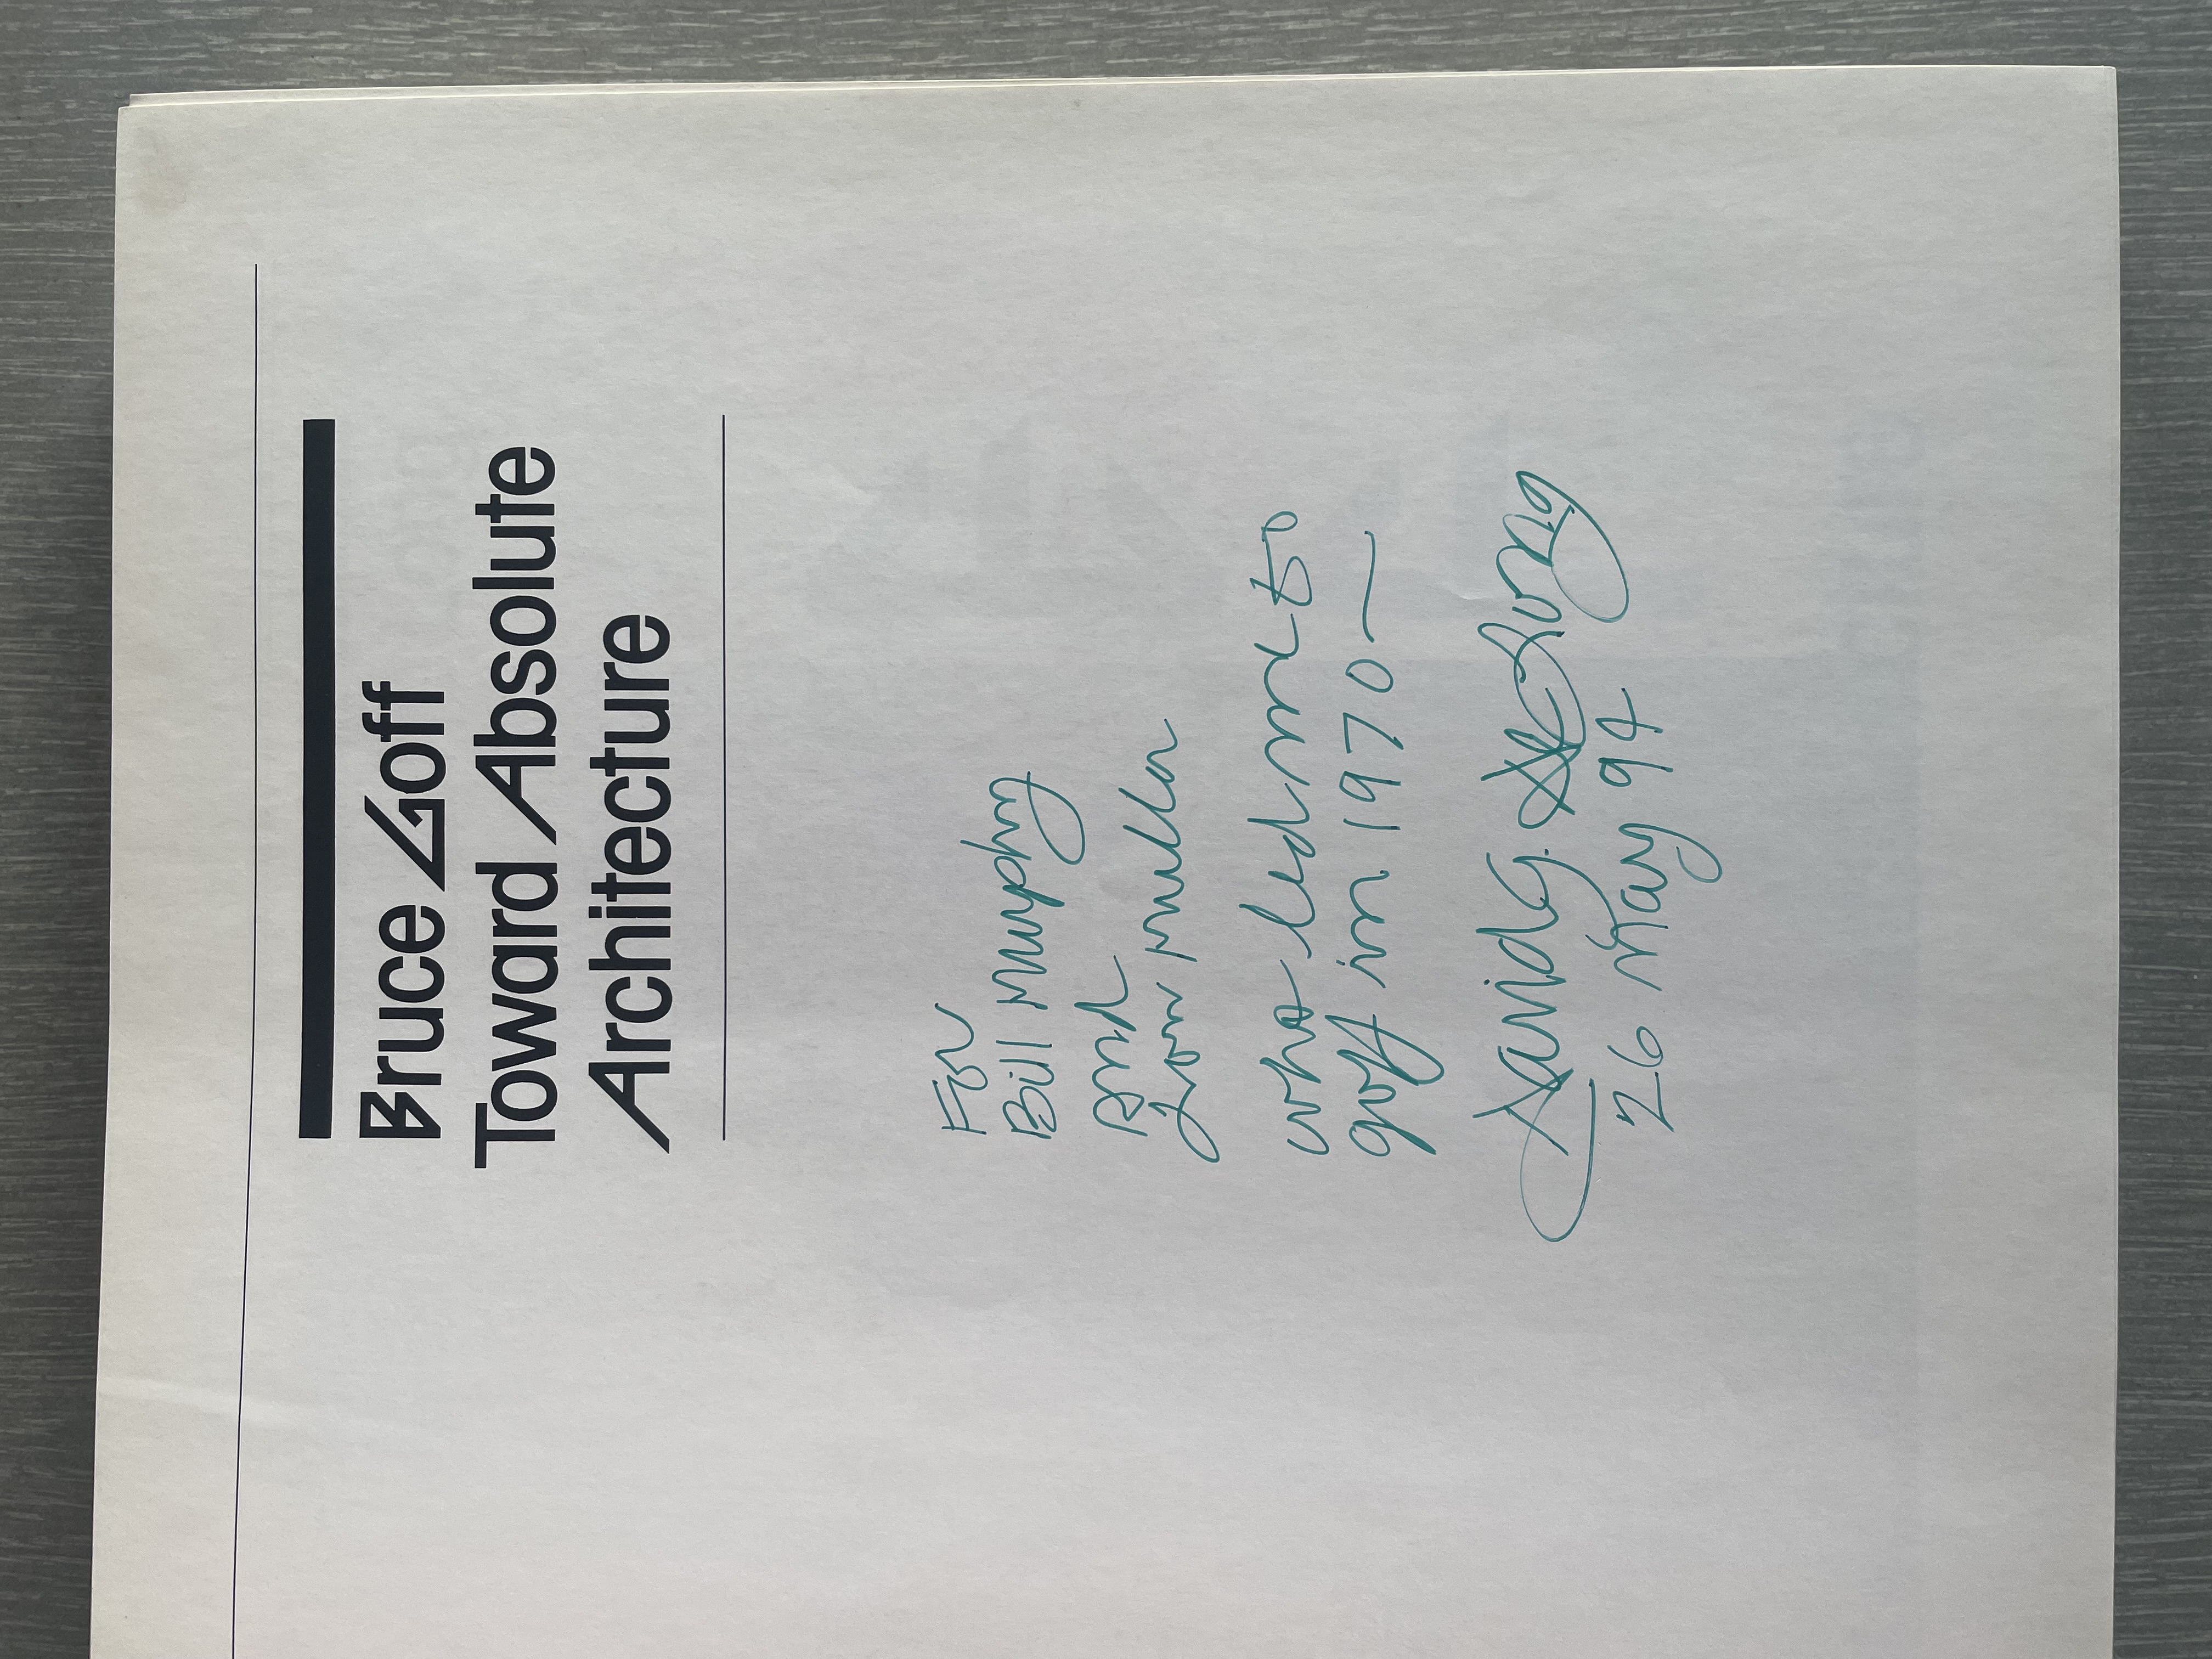 Bruce Goff
Toward Absolute
Architecture
For
Bill Murphy
and
Jon Muller
who led me to
goff in 1970—
David G. De Long
26 May 94